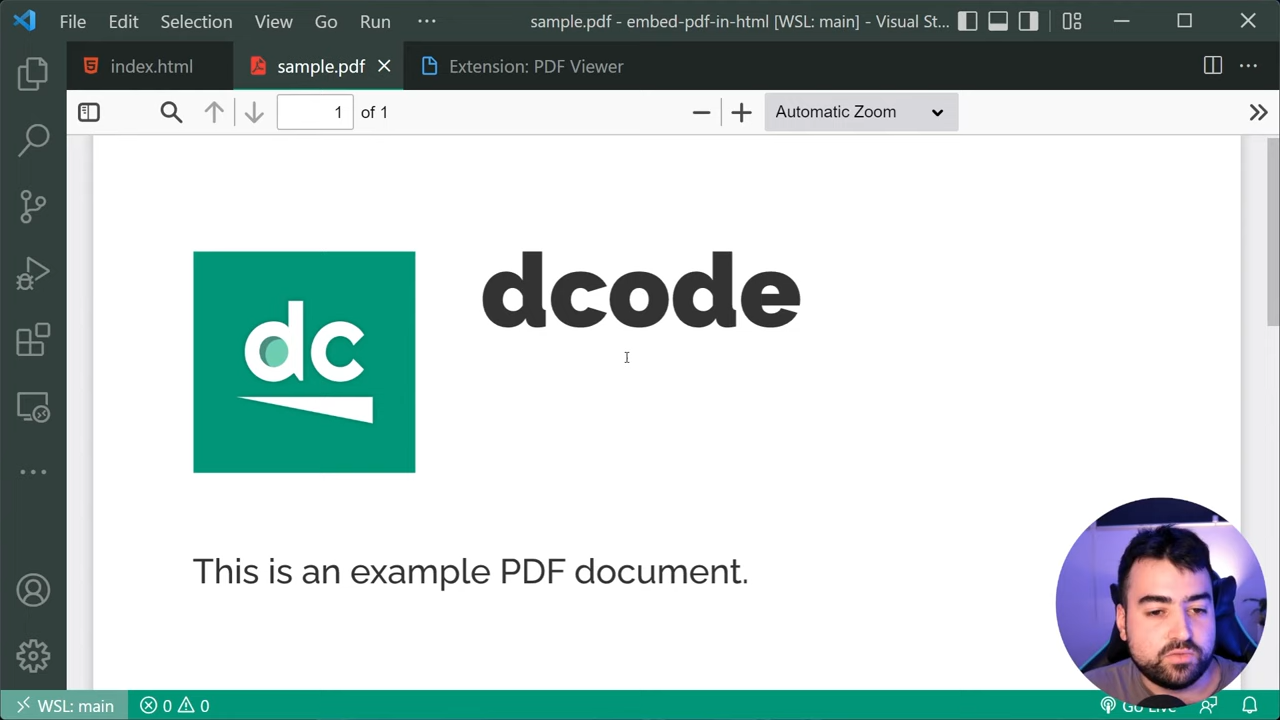 File Edit Selection View Go Run ··· sample.pdf - embed-pdf-in-html [WSL: main] - Visual St...
index.html sample.pdf Extension: PDF Viewer
1 of 1 Automatic Zoom
dc
dcode
This is an example PDF document.
WSL: main 0 0 Go Live